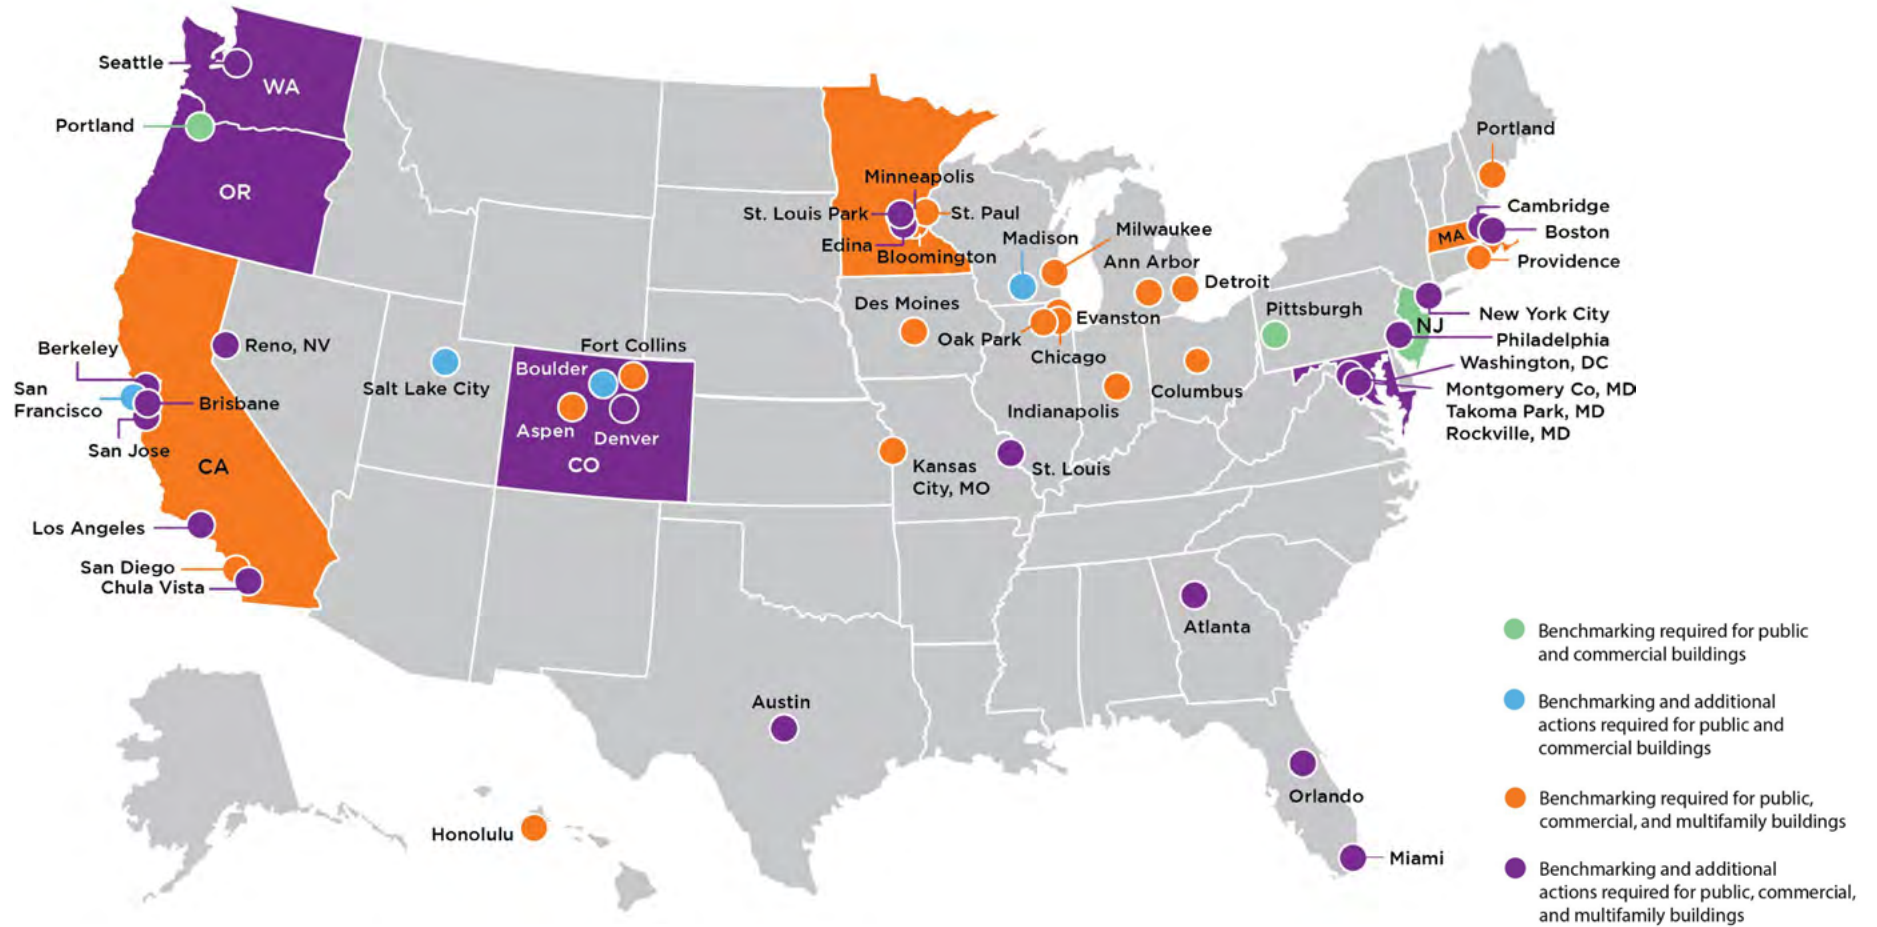 Seattle
WA
Portland
OR
Minneapolis
St. Louis Park
St. Paul
Edina
Bloomington
Madison
Milwaukee
Ann Arbor
Detroit
Portland
Cambridge
MA
Boston
Providence
Des Moines
Oak Park
Evanston
Chicago
Pittsburgh
NJ
New York City
Philadelphia
Washington, DC
Montgomery Co, MD
Takoma Park, MD
Rockville, MD
Berkeley
San
Francisco
Brisbane
San Jose
CA
Reno, NV
Salt Lake City
Fort Collins
Boulder
Aspen
Denver
CO
Indianapolis
Columbus
Kansas
City, MO
St. Louis
Los Angeles
San Diego
Chula Vista
Atlanta
Austin
Orlando
Miami
Honolulu
Benchmarking required for public
and commercial buildings
Benchmarking and additional
actions required for public and
commercial buildings
Benchmarking required for public,
commercial, and multifamily buildings
Benchmarking and additional
actions required for public, commercial,
and multifamily buildings